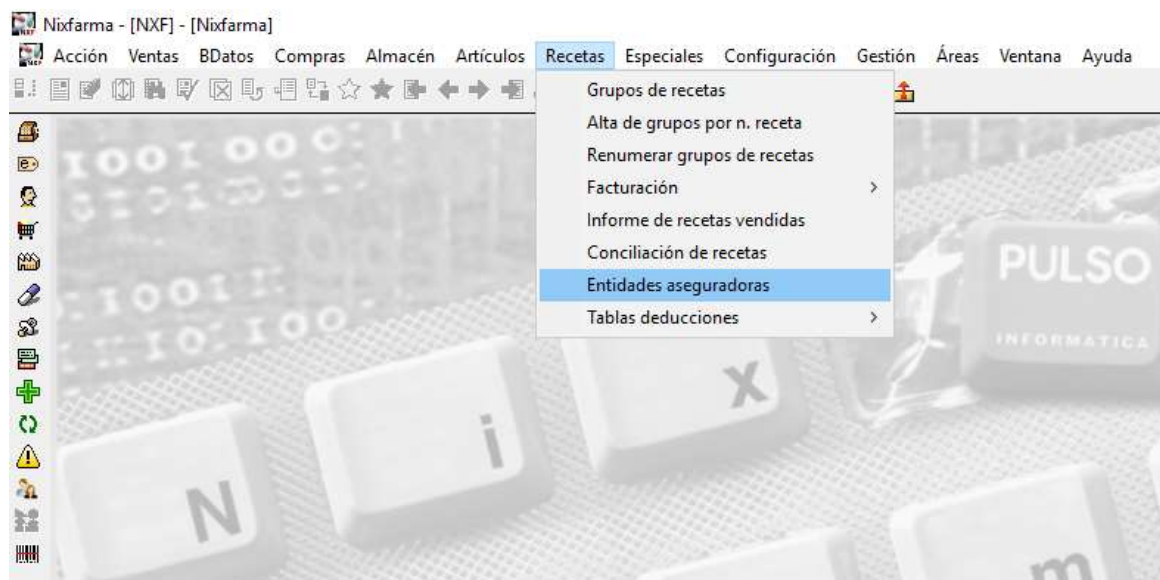 Nixfarma - [NXF] - [Nixfarma]
Acción Ventas BDatos Compras Almacén Artículos Recetas Especiales Configuración Gestión Áreas Ventana Ayuda
Grupos de recetas
Alta de grupos por n. receta
Renumerar grupos de recetas
Facturación
Informe de recetas vendidas
Conciliación de recetas
Entidades aseguradoras
Tablas deducciones
PULSO
INFORMATICA
N i x
m